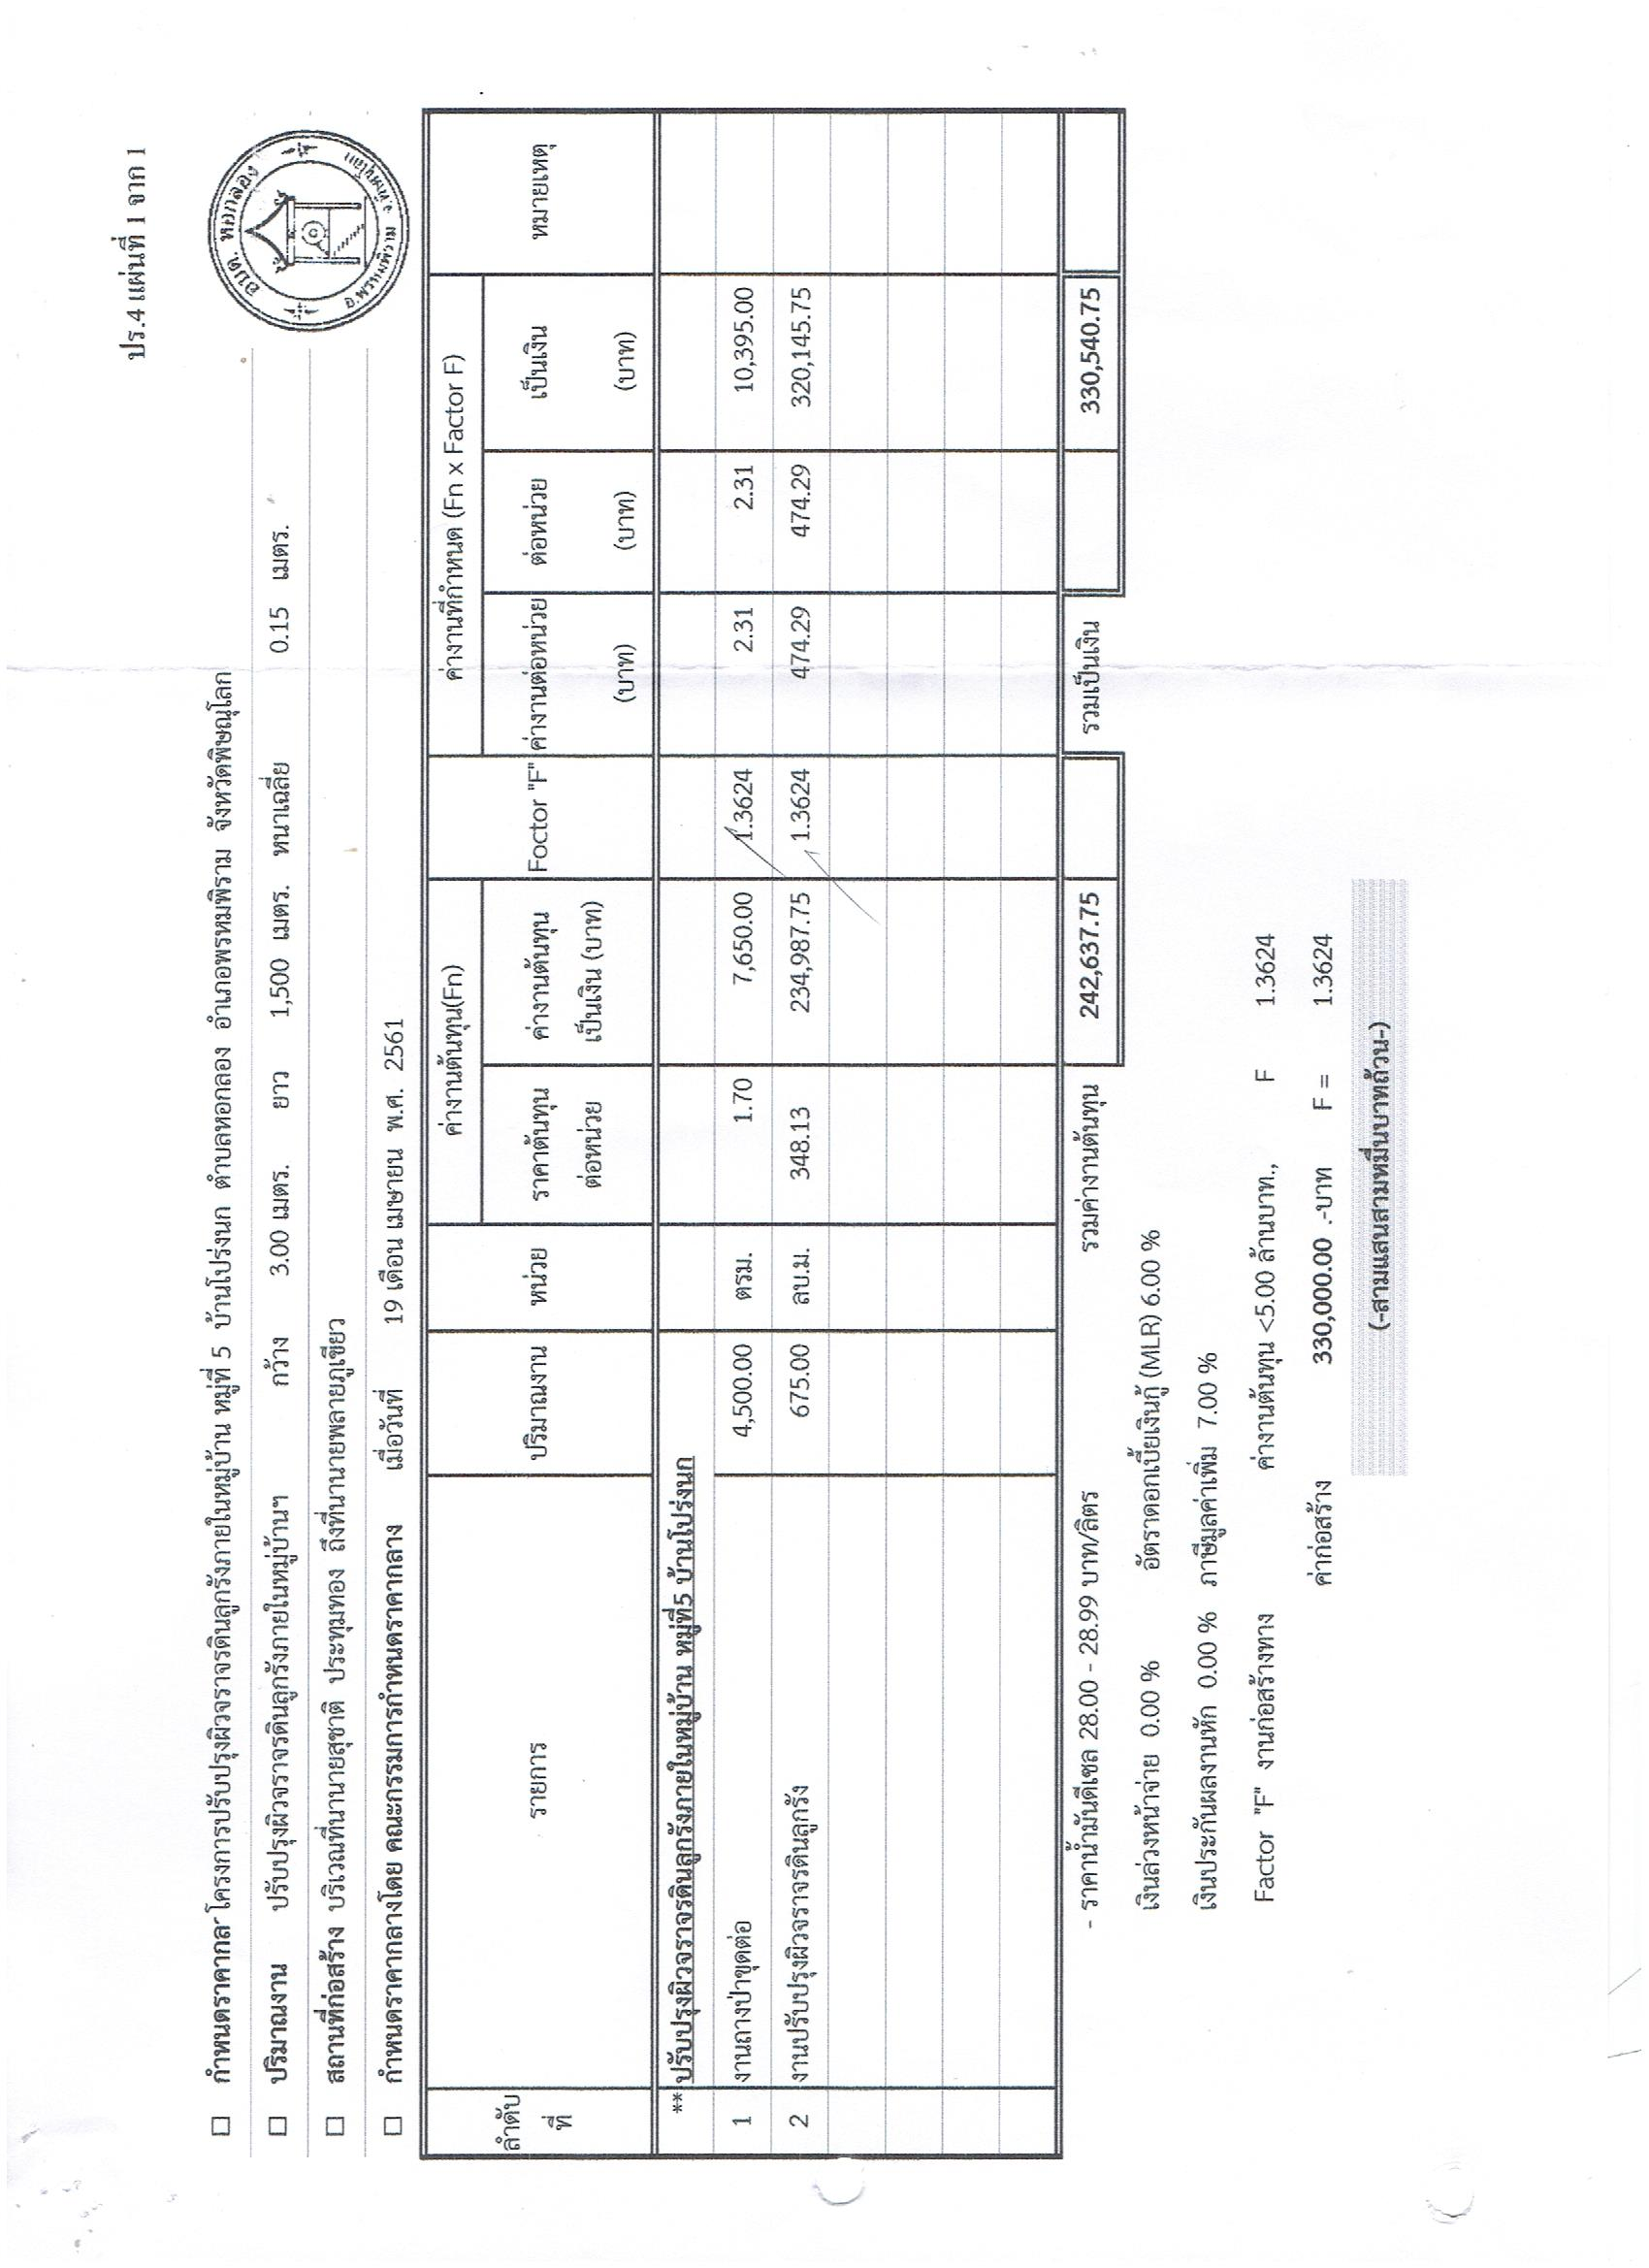 ปร.4 แผ่นที่ 1 จาก 1
อบต. หอกลอง
อ.พรหมพิราม จ.พิษณุโลก
□ กำหนดราคากลา โครงการปรับปรุงผิวจราจรดินลูกรังภายในหมู่บ้าน หมู่ที่ 5 บ้านโปร่งนก ตำบลหอกลอง อำเภอพรหมพิราม จังหวัดพิษณุโลก
□ ปริมาณงาน ปรับปรุงผิวจราจรดินลูกรังภายในหมู่บ้านฯ กว้าง 3.00 เมตร. ยาว 1,500 เมตร. หนาเฉลี่ย 0.15 เมตร.
□ สถานที่ก่อสร้าง บริเวณที่นานายสุชาติ ประทุมทอง ถึงที่นานายพลายภูเขียว
□ กำหนดราคากลางโดย คณะกรรมการกำหนดราคากลาง เมื่อวันที่ 19 เดือน เมษายน พ.ศ. 2561
ลำดับ รายการ ปริมาณงาน หน่วย ค่างานต้นทุน(Fn) Foctor "F" ค่างานที่กำหนด (Fn x Factor F) หมายเหตุ
ที่ ราคาต้นทุน ค่างานต้นทุน ค่างานต่อหน่วย ต่อหน่วย เป็นเงิน
ต่อหน่วย เป็นเงิน (บาท) (บาท) (บาท) (บาท)
** ปรับปรุงผิวจราจรดินลูกรังภายในหมู่บ้าน หมู่ที่5 บ้านโปร่งนก
1 งานถางป่าขุดต่อ 4,500.00 ตรม. 1.70 7,650.00 1.3624 2.31 2.31 10,395.00
2 งานปรับปรุงผิวจราจรดินลูกรัง 675.00 ลบ.ม. 348.13 234,987.75 1.3624 474.29 474.29 320,145.75
- ราคาน้ำมันดีเซล 28.00 - 28.99 บาท/ลิตร รวมค่างานต้นทุน 242,637.75 รวมเป็นเงิน 330,540.75
เงินล่วงหน้าจ่าย 0.00 % อัตราดอกเบี้ยเงินกู้ (MLR) 6.00 %
เงินประกันผลงานหัก 0.00 % ภาษีมูลค่าเพิ่ม 7.00 %
Factor "F" งานก่อสร้างทาง ค่างานต้นทุน <5.00 ล้านบาท., F 1.3624
ค่าก่อสร้าง 330,000.00 .-บาท F = 1.3624
(-สามแสนสามหมื่นบาทถ้วน-)